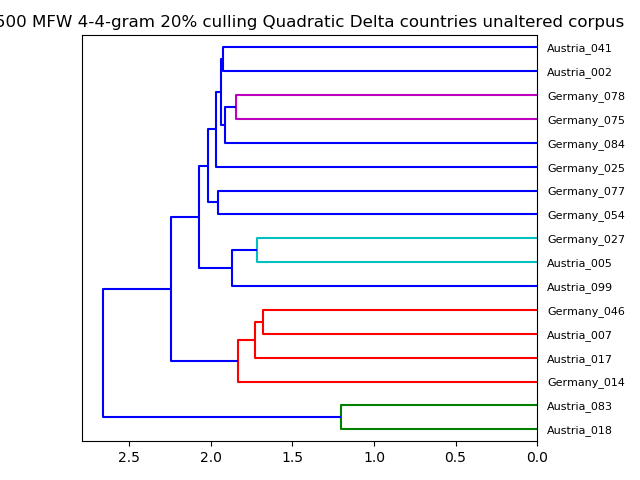 500 MFW 4-4-gram 20% culling Quadratic Delta countries unaltered corpus
Austria_041
Austria_002
Germany_078
Germany_075
Germany_084
Germany_025
Germany_077
Germany_054
Germany_027
Austria_005
Austria_099
Germany_046
Austria_007
Austria_017
Germany_014
Austria_083
Austria_018
2.5 2.0 1.5 1.0 0.5 0.0